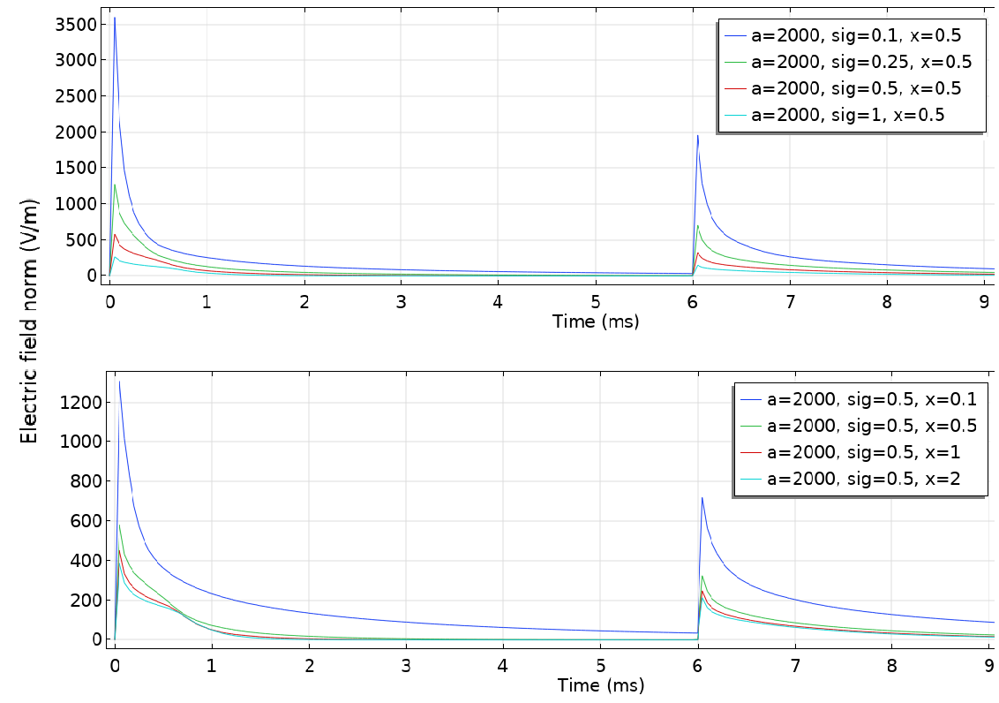 Electric field norm (V/m)
3500
3000
2500
2000
1500
1000
500
0
a=2000, sig=0.1, x=0.5
a=2000, sig=0.25, x=0.5
a=2000, sig=0.5, x=0.5
a=2000, sig=1, x=0.5
0 1 2 3 4 5 6 7 8 9
Time (ms)
1200
1000
800
600
400
200
0
a=2000, sig=0.5, x=0.1
a=2000, sig=0.5, x=0.5
a=2000, sig=0.5, x=1
a=2000, sig=0.5, x=2
0 1 2 3 4 5 6 7 8 9
Time (ms)